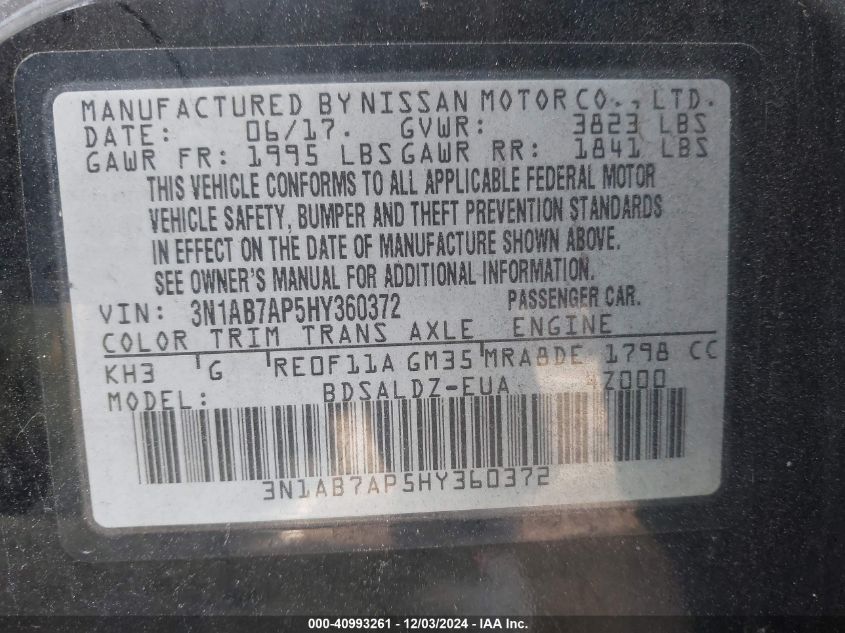 MANUFACTURED BY NISSAN MOTOR CO., LTD.
DATE: 06/17. GVWR: 3823 LBS
GAWR FR: 1995 LBS GAWR RR: 1841 LBS
THIS VEHICLE CONFORMS TO ALL APPLICABLE FEDERAL MOTOR
VEHICLE SAFETY, BUMPER AND THEFT PREVENTION STANDARDS
IN EFFECT ON THE DATE OF MANUFACTURE SHOWN ABOVE.
SEE OWNER'S MANUAL FOR ADDITIONAL INFORMATION.
VIN: 3N1AB7AP5HY360372 PASSENGER CAR.
COLOR TRIM TRANS AXLE ENGINE
KH3 G RE0F11A GM35 MRA8DE 1798 CC
MODEL: BDSALDZ-EUA 4Z000
3N1AB7AP5HY360372
000-40993261 - 12/03/2024 - IAA Inc.